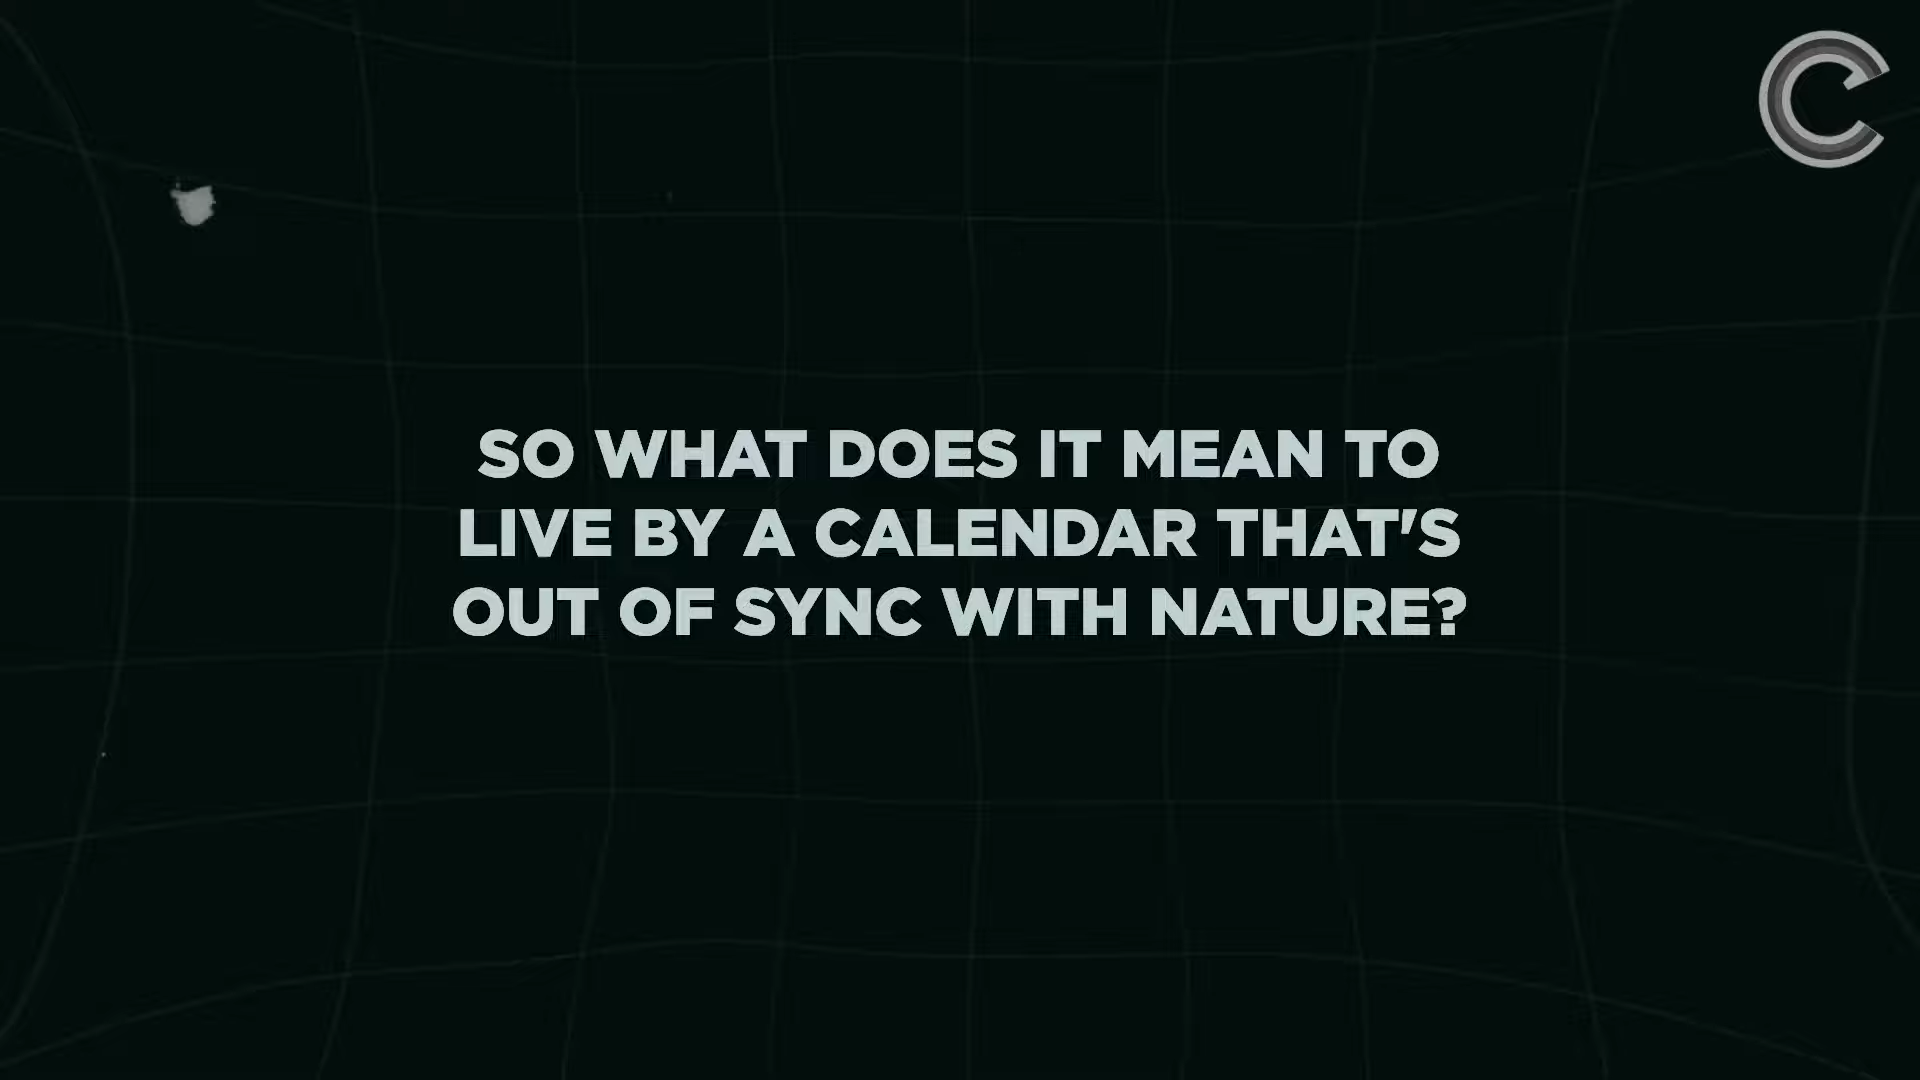 SO WHAT DOES IT MEAN TO
LIVE BY A CALENDAR THAT'S
OUT OF SYNC WITH NATURE?